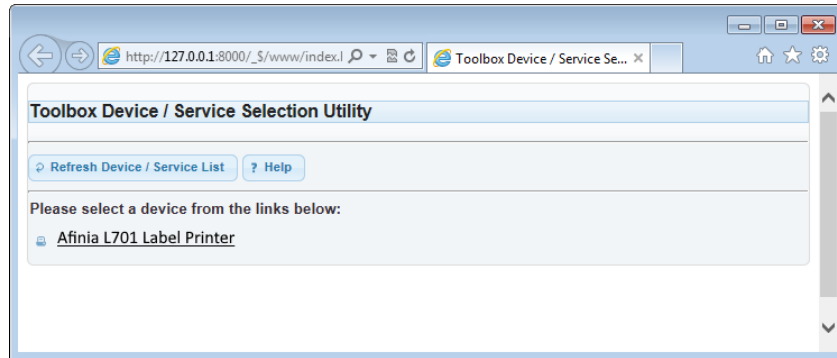 http://127.0.0.1:8000/_$/www/index.l
Toolbox Device / Service Se...
Toolbox Device / Service Selection Utility
Refresh Device / Service List
? Help
Please select a device from the links below:
Afinia L701 Label Printer